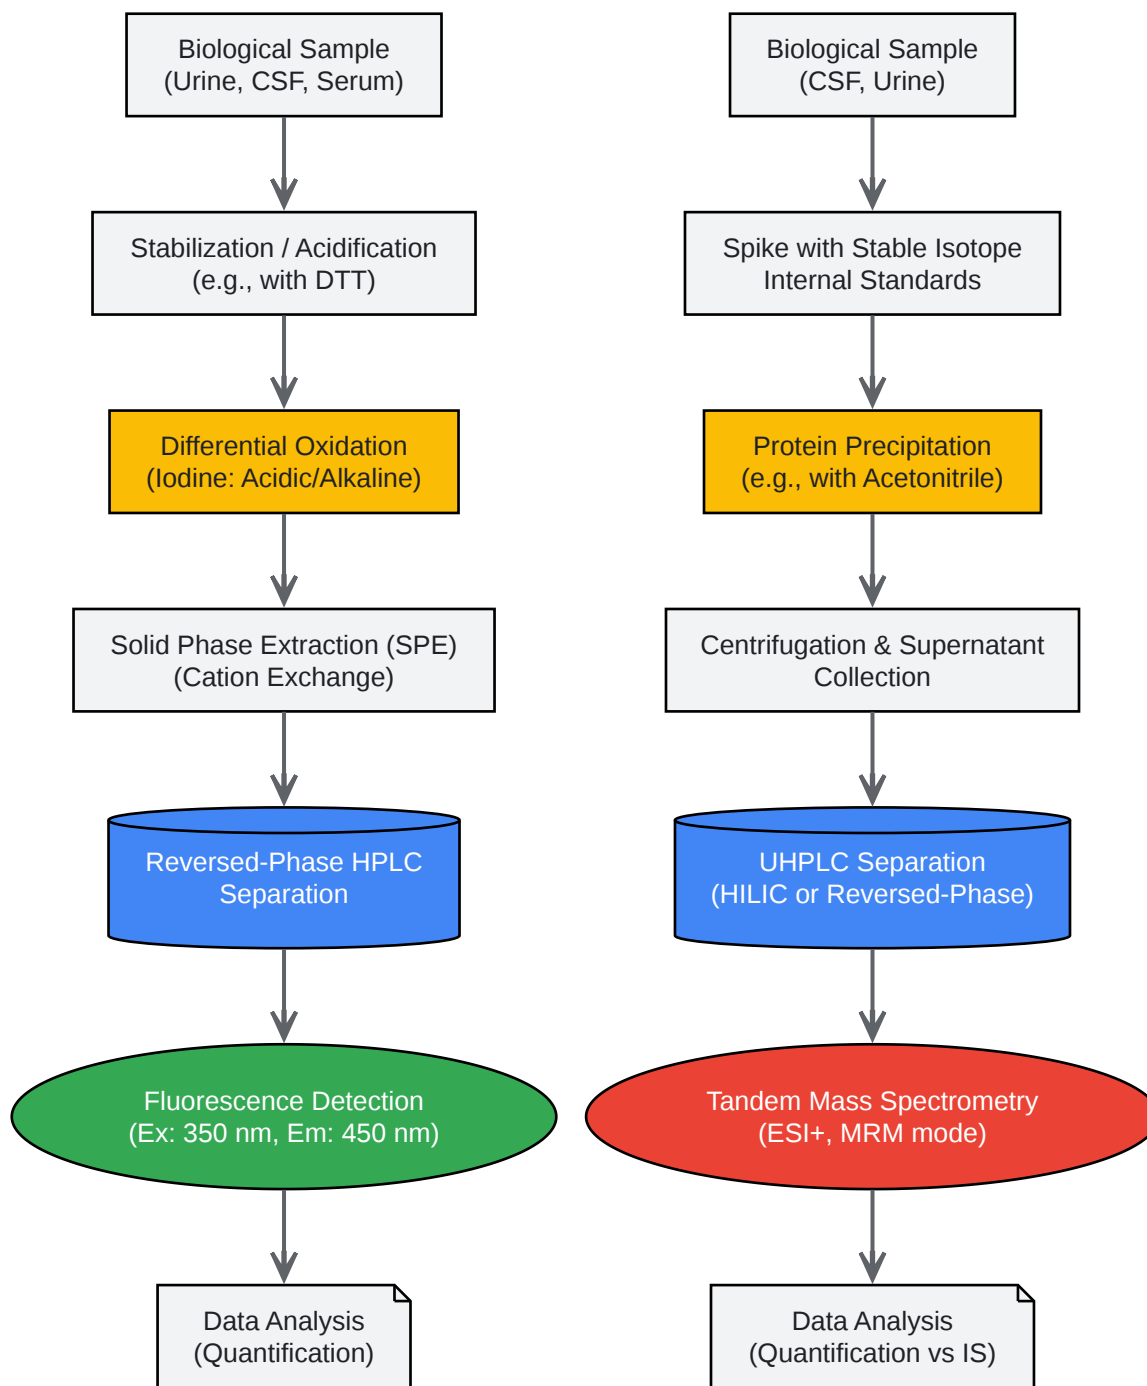 Biological Sample
(Urine, CSF, Serum)
Stabilization / Acidification
(e.g., with DTT)
Differential Oxidation
(Iodine: Acidic/Alkaline)
Solid Phase Extraction (SPE)
(Cation Exchange)
Reversed-Phase HPLC
Separation
Fluorescence Detection
(Ex: 350 nm, Em: 450 nm)
Data Analysis
(Quantification)
Biological Sample
(CSF, Urine)
Spike with Stable Isotope
Internal Standards
Protein Precipitation
(e.g., with Acetonitrile)
Centrifugation & Supernatant
Collection
UHPLC Separation
(HILIC or Reversed-Phase)
Tandem Mass Spectrometry
(ESI+, MRM mode)
Data Analysis
(Quantification vs IS)